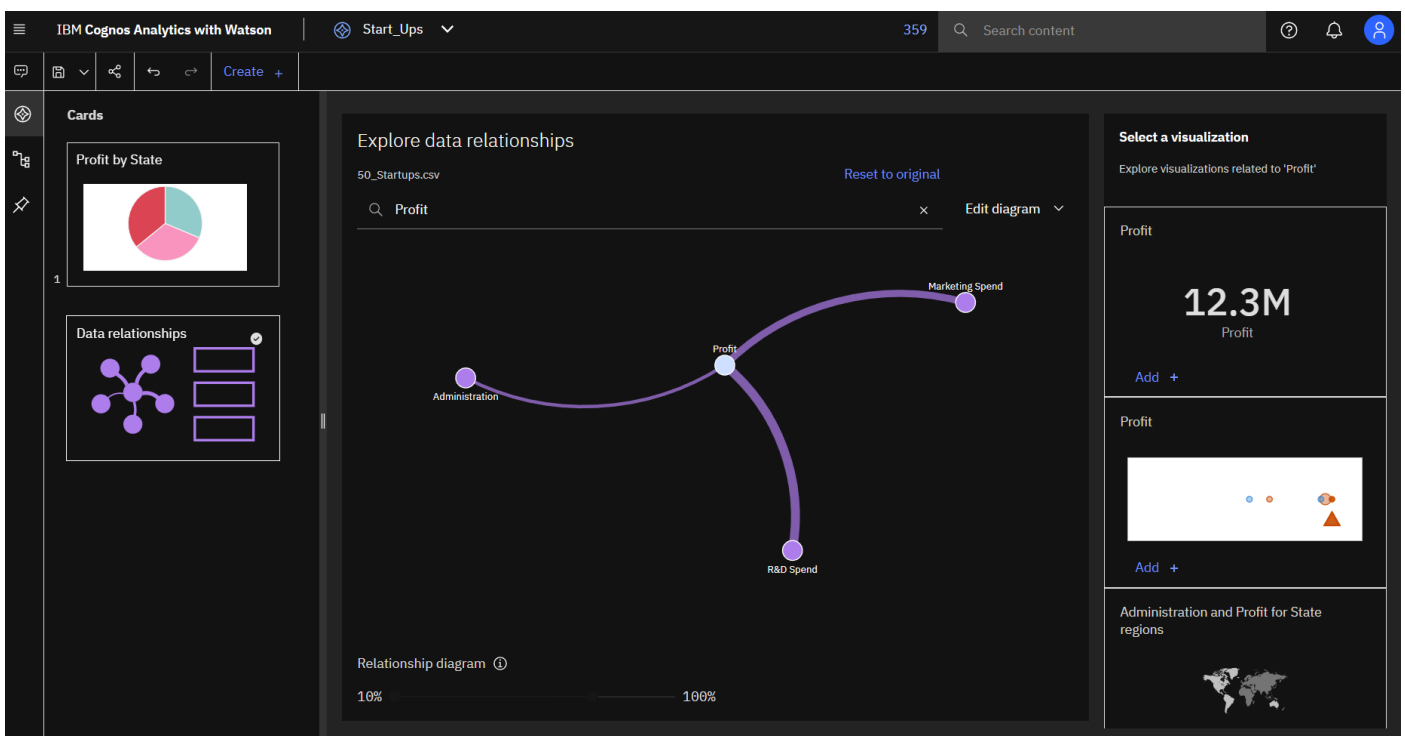 IBM Cognos Analytics with Watson
Start_Ups
359
Search content
Create +
Cards
Profit by State
1
Data relationships
Explore data relationships
50_Startups.csv
Reset to original
Profit
Edit diagram
Marketing Spend
Profit
Administration
R&D Spend
Relationship diagram
10%
100%
Select a visualization
Explore visualizations related to 'Profit'
Profit
12.3M
Profit
Add +
Profit
Add +
Administration and Profit for State
regions